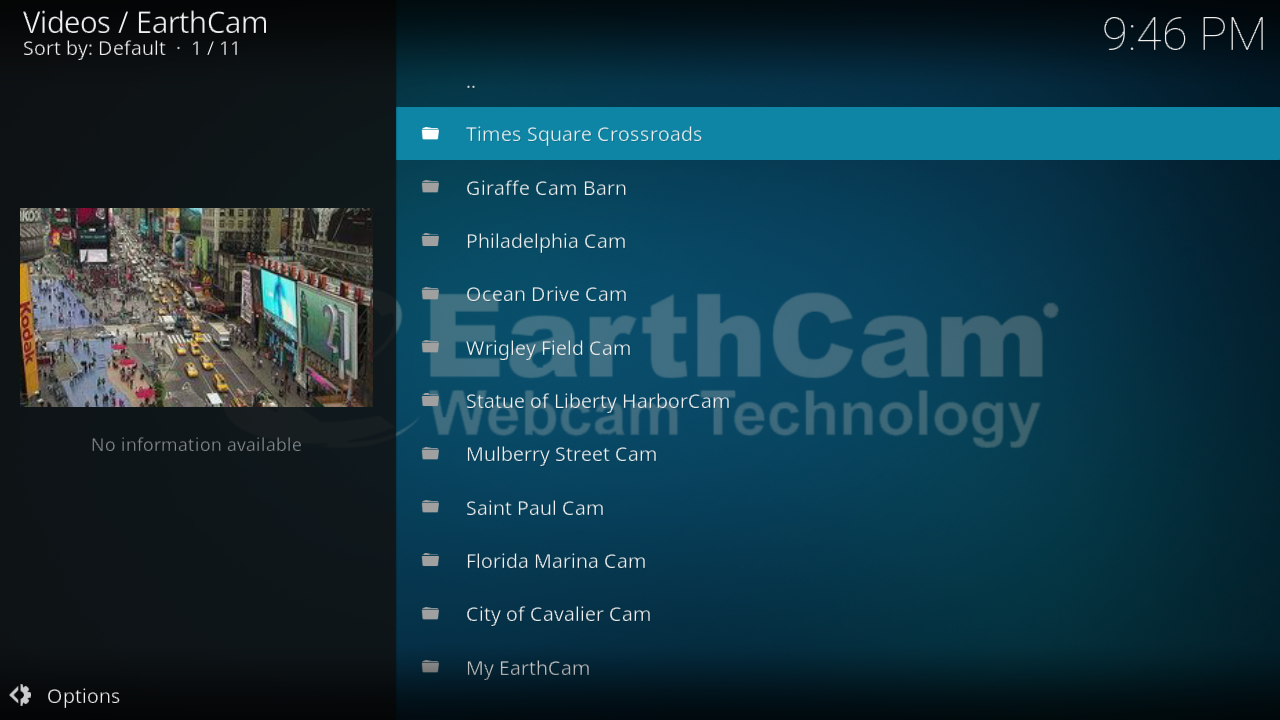 Videos / EarthCam
Sort by: Default · 1 / 11
9:46 PM
..
Times Square Crossroads
Giraffe Cam Barn
Philadelphia Cam
Ocean Drive Cam
Wrigley Field Cam
Statue of Liberty HarborCam
Mulberry Street Cam
Saint Paul Cam
Florida Marina Cam
City of Cavalier Cam
My EarthCam
EarthCam
Webcam Technology
Kodak
No information available
Options